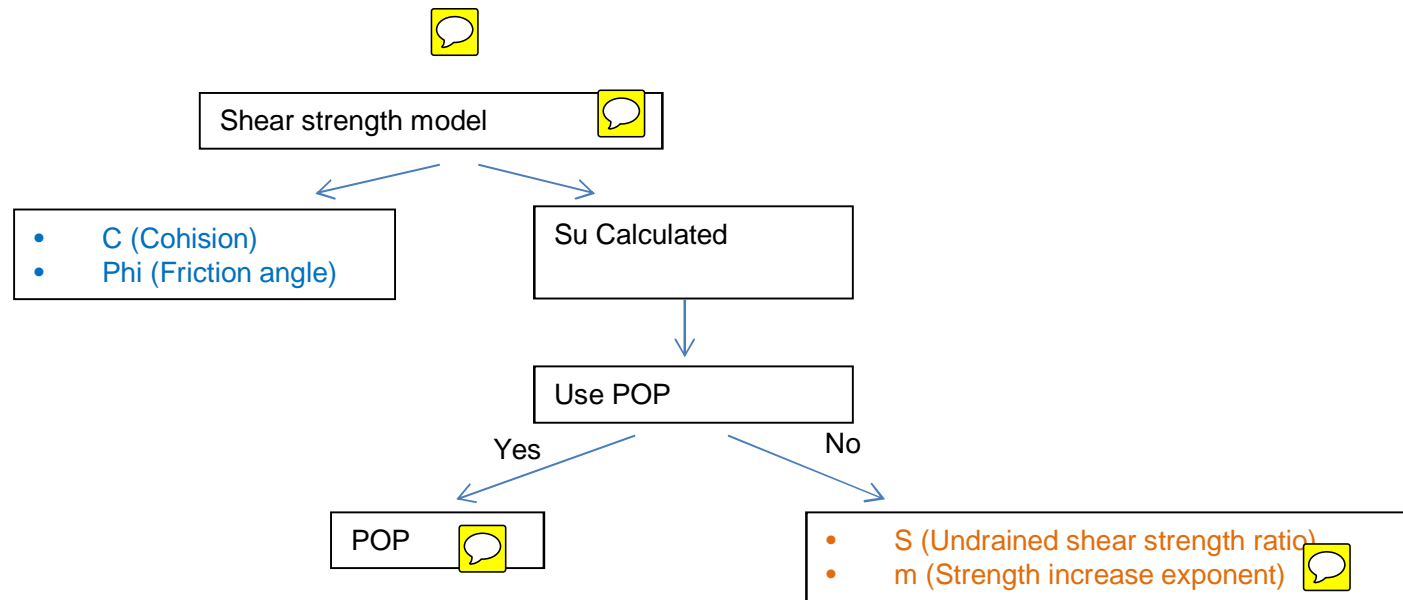 Shear strength model
• C (Cohision)
• Phi (Friction angle)
Su Calculated
Use POP
Yes
No
POP
• S (Undrained shear strength ratio)
• m (Strength increase exponent)